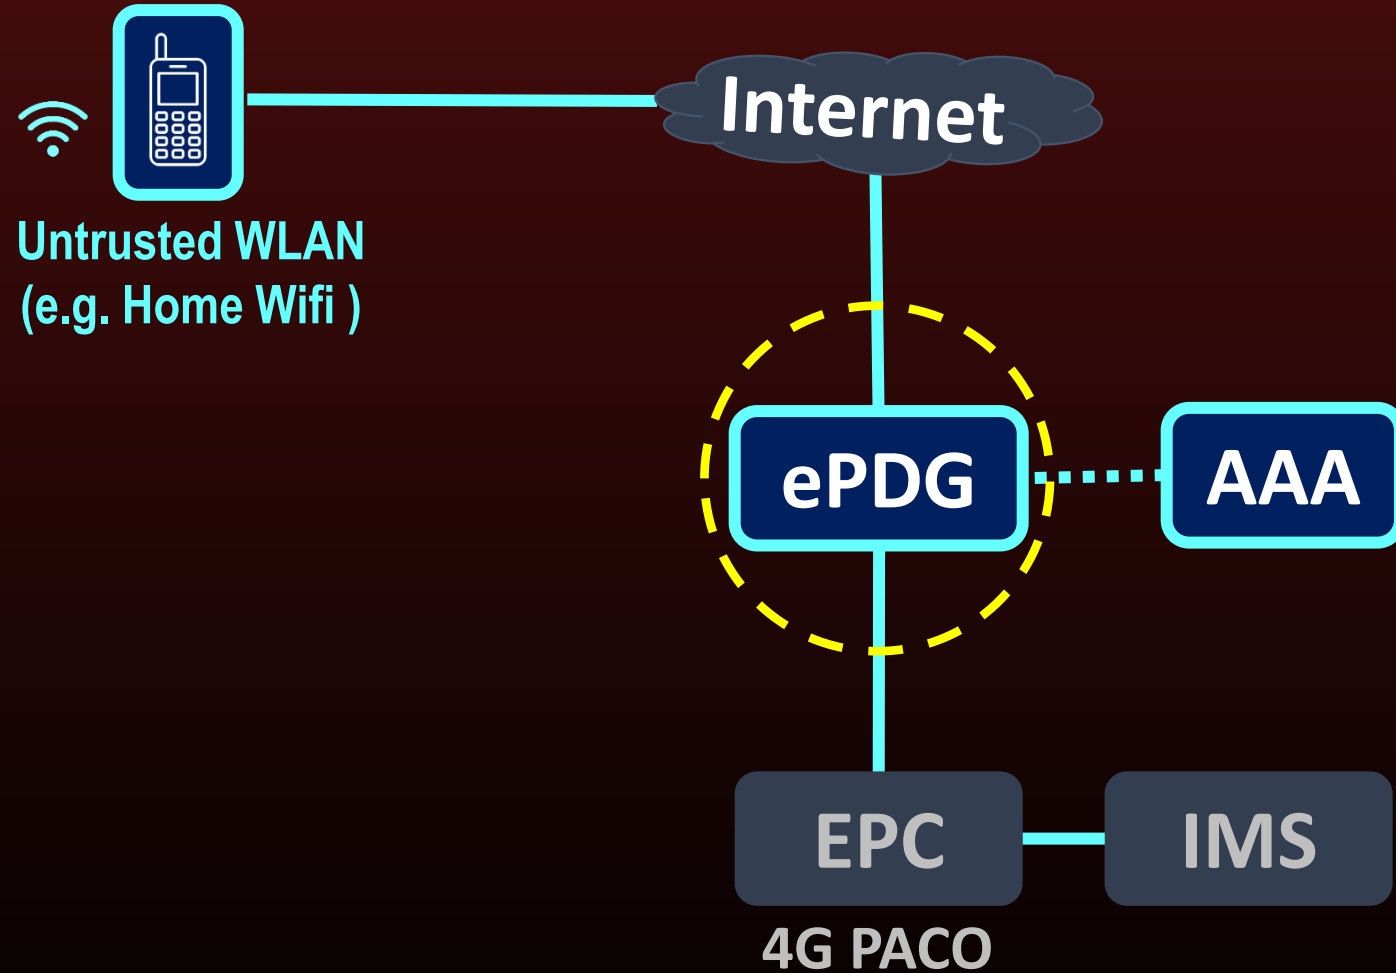 Internet
Untrusted WLAN
(e.g. Home Wifi )
ePDG
AAA
EPC
IMS
4G PACO